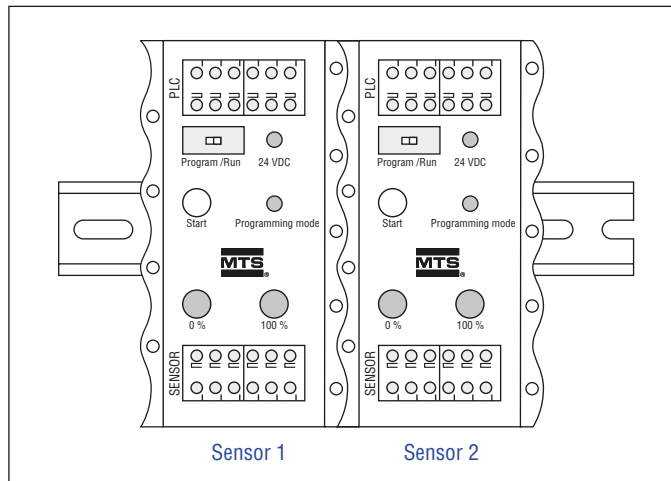 PLC
Program /Run
24 VDC
Start
Programming mode
MTS®
0 %
100 %
SENSOR
Sensor 1
PLC
Program /Run
24 VDC
Start
Programming mode
MTS®
0 %
100 %
SENSOR
Sensor 2